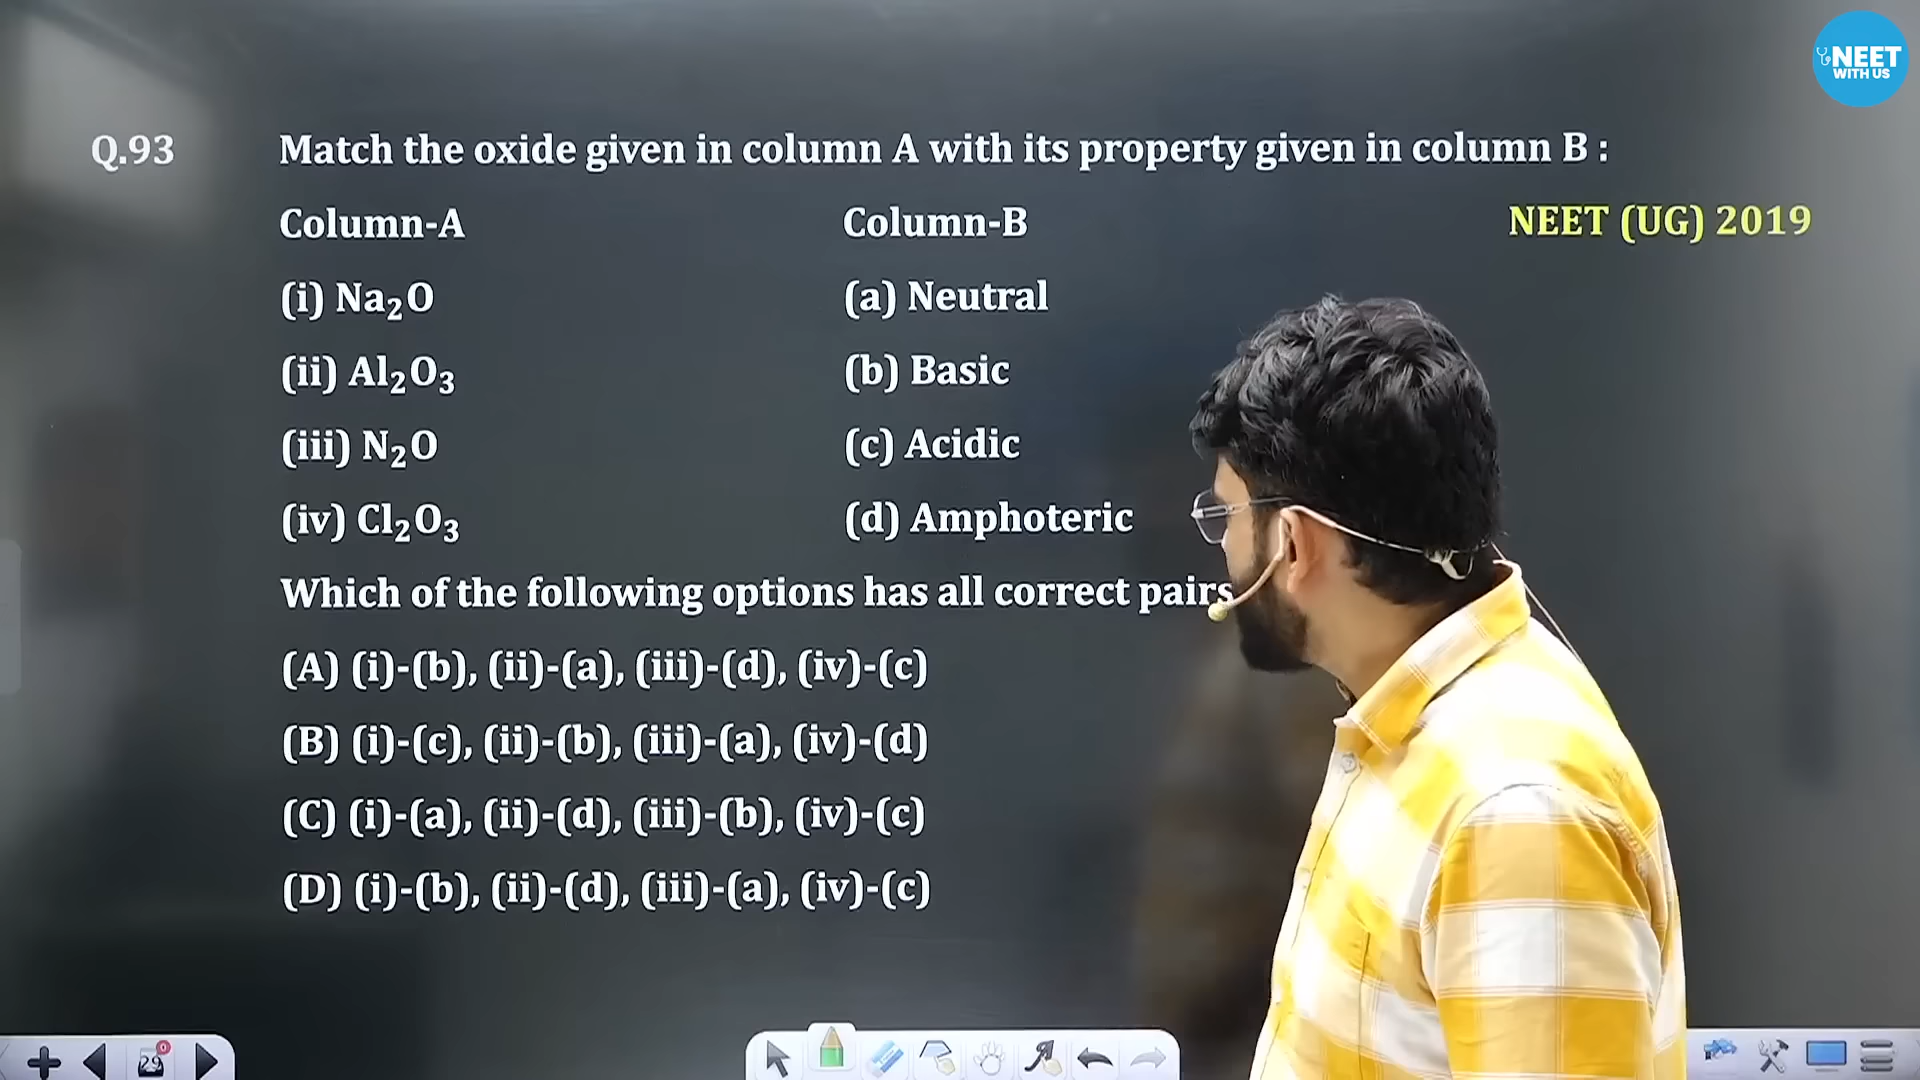 NEET
WITH US
Q.93 Match the oxide given in column A with its property given in column B :
Column-A Column-B NEET (UG) 2019
(i) Na₂O (a) Neutral
(ii) Al₂O₃ (b) Basic
(iii) N₂O (c) Acidic
(iv) Cl₂O₃ (d) Amphoteric
Which of the following options has all correct pairs
(A) (i)-(b), (ii)-(a), (iii)-(d), (iv)-(c)
(B) (i)-(c), (ii)-(b), (iii)-(a), (iv)-(d)
(C) (i)-(a), (ii)-(d), (iii)-(b), (iv)-(c)
(D) (i)-(b), (ii)-(d), (iii)-(a), (iv)-(c)
29
0